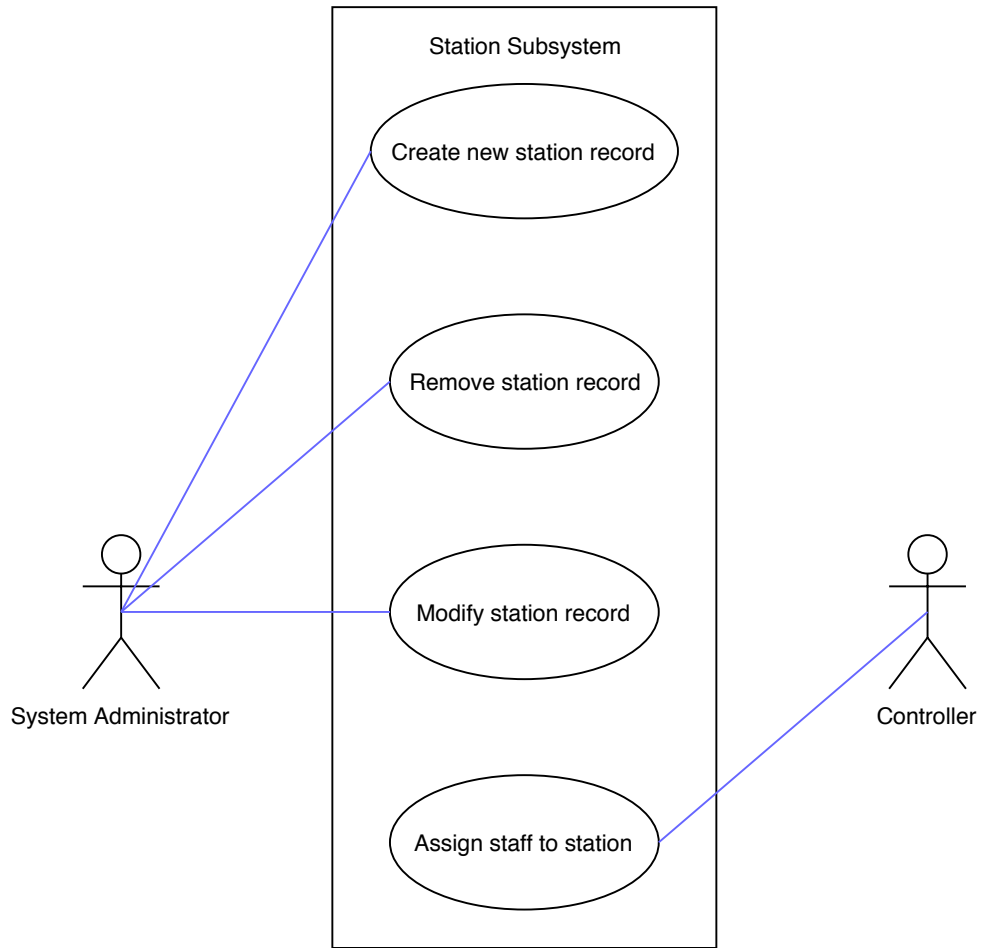 Station Subsystem
Create new station record
Remove station record
Modify station record
System Administrator
Controller
Assign staff to station